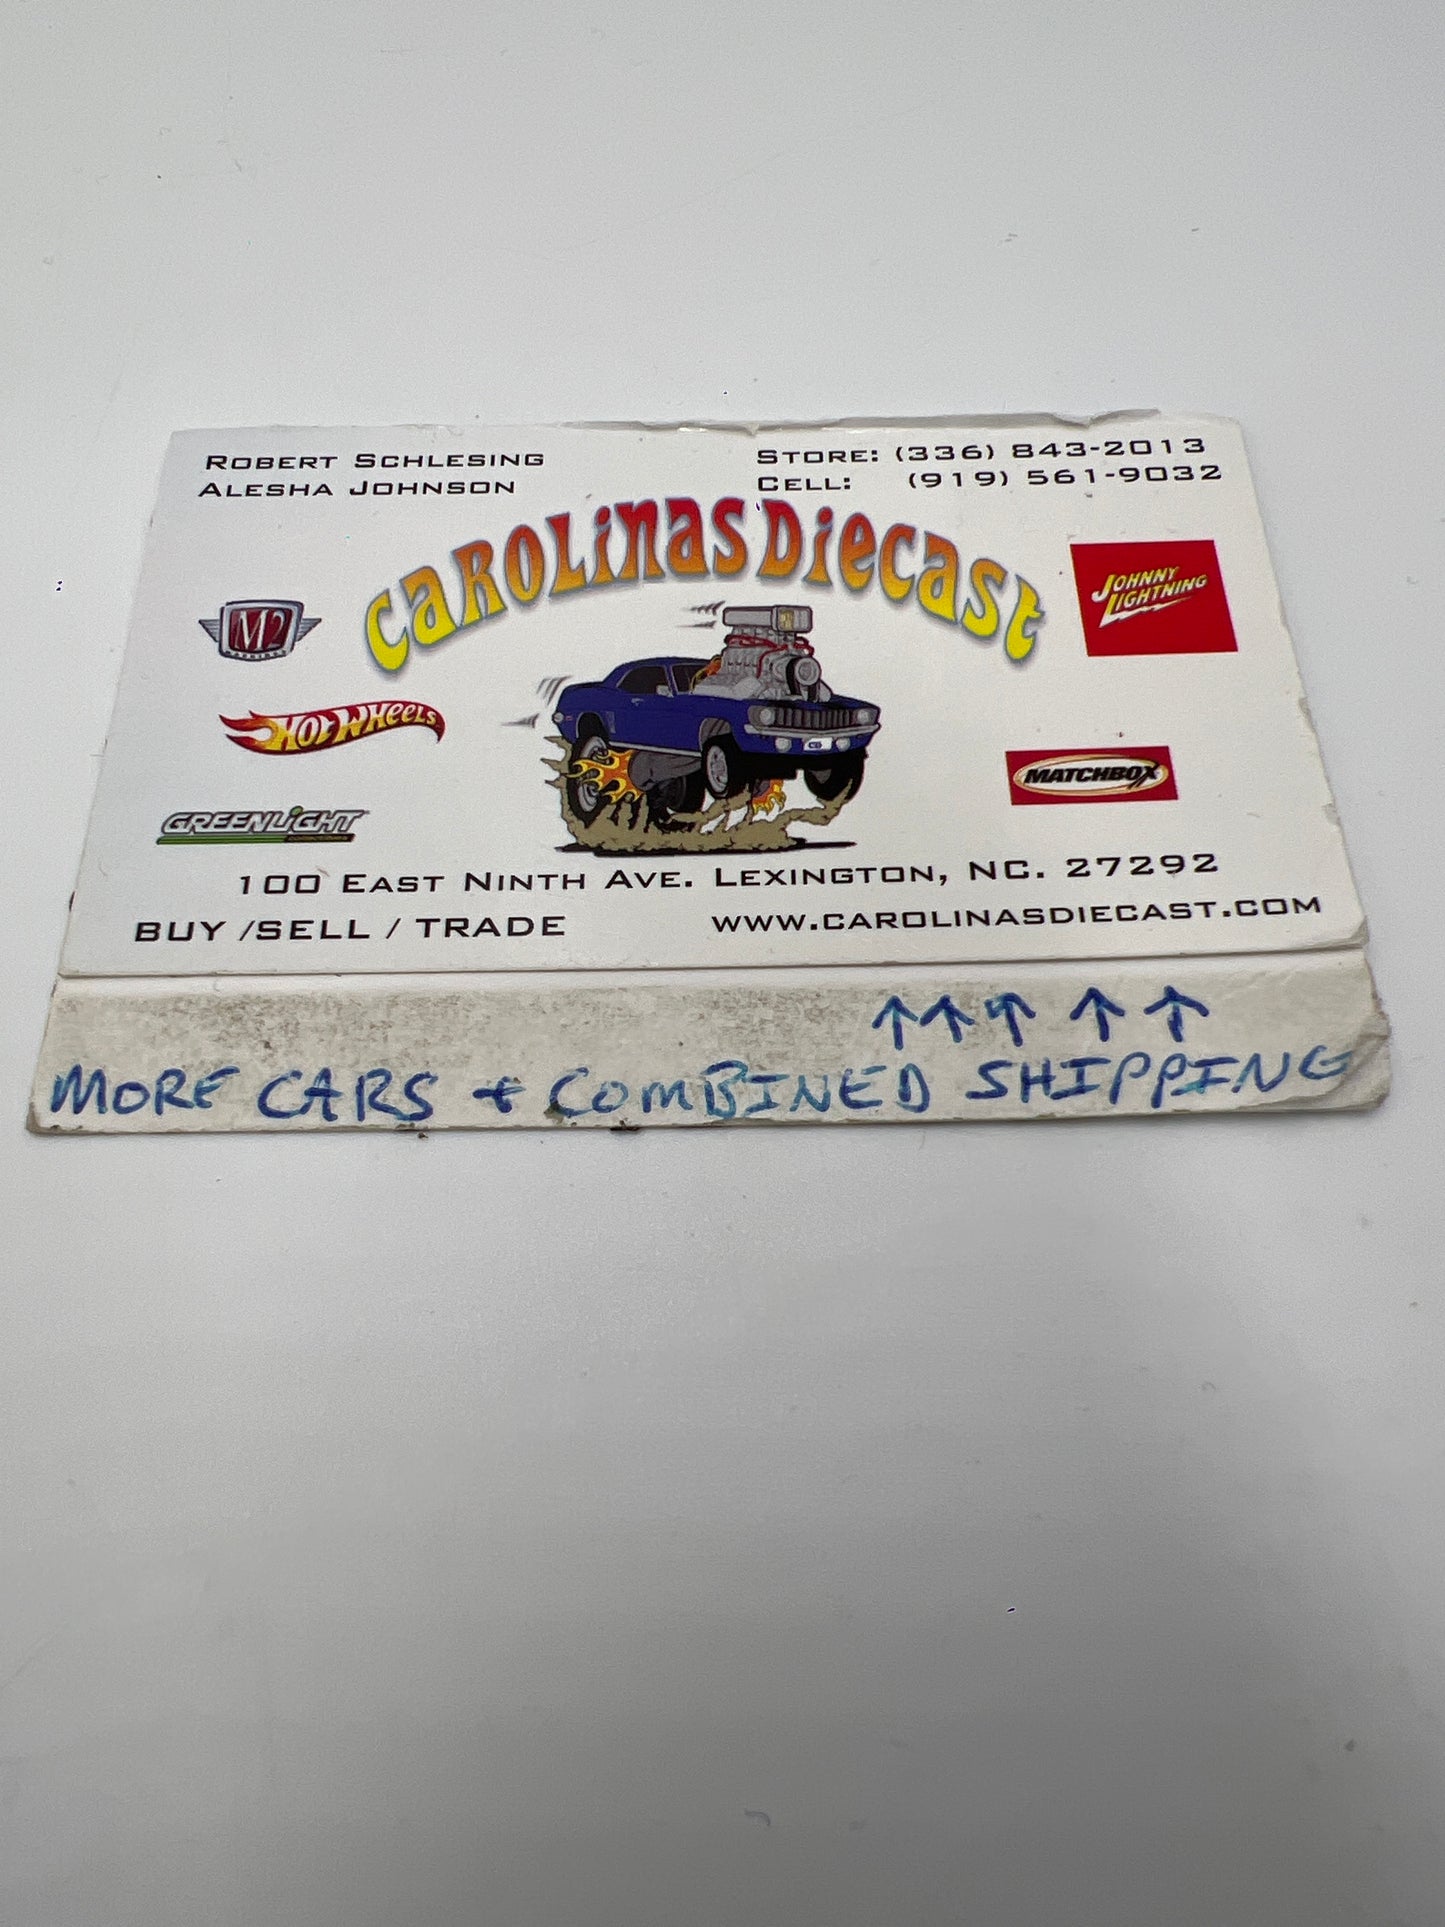 ROBERT SCHLESING
ALESHA JOHNSON
STORE: (336) 843-2013
CELL: (919) 561-9032
CAROLINAS DIECAST
M2
JOHNNY
LIGHTNING
HOT WHEELS
MATCHBOX
GREENLIGHT
100 EAST NINTH AVE. LEXINGTON, NC. 27292
BUY /SELL / TRADE
WWW.CAROLINASDIECAST.COM
↑↑↑↑↑
MORE CARS + COMBINED SHIPPING